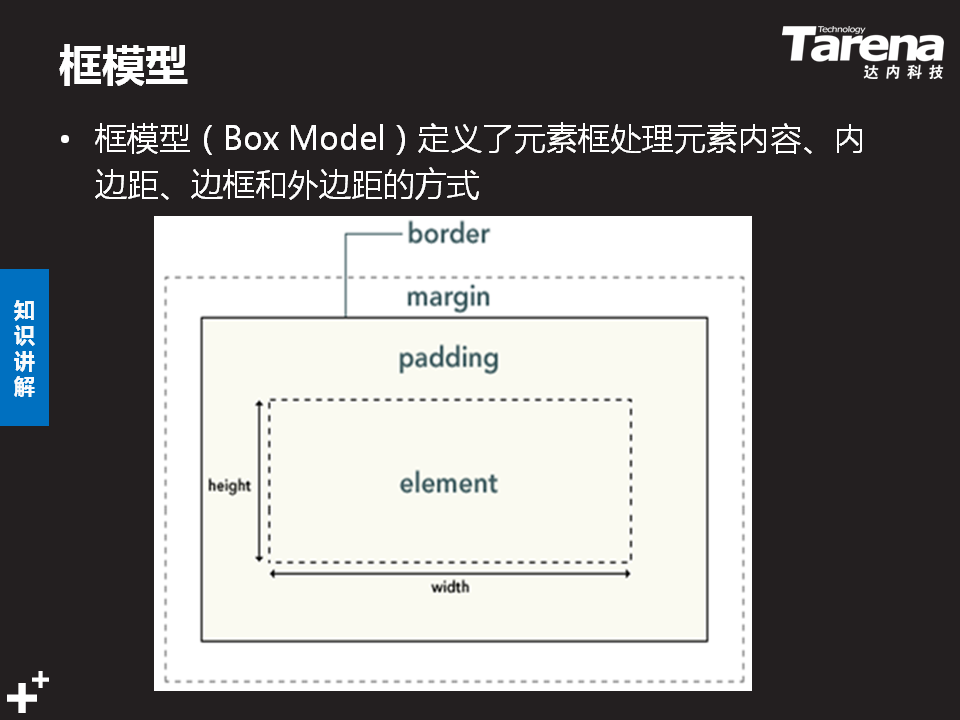 框模型
Technology
Tarena
达内科技
• 框模型（Box Model）定义了元素框处理元素内容、内
边距、边框和外边距的方式
知识讲解
border
margin
padding
height
element
width